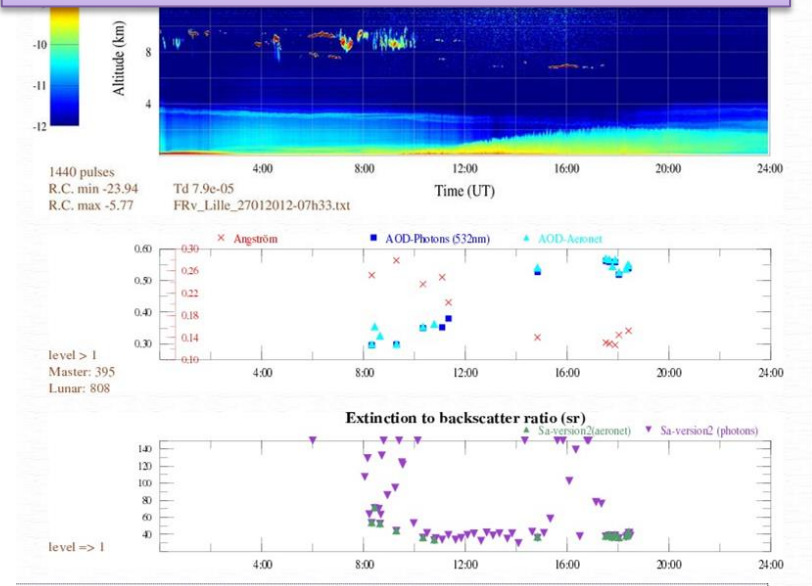 -10
-11
-12
Altitude (km)
8
4
4:00 8:00 12:00 16:00 20:00 24:00
Time (UT)
1440 pulses
R.C. min -23.94 Td 7.9e-05
R.C. max -5.77 FRv_Lille_27012012-07h33.txt
× Angström ■ AOD-Photons (532nm) ▲ AOD-Aeronet
0.60 0.30
0.26
0.50
0.22
0.40
0.18
0.14
0.30
0.10
4:00 8:00 12:00 16:00 20:00 24:00
level > 1
Master: 395
Lunar: 808
Extinction to backscatter ratio (sr)
▲ Sa-version2(aeronet) ▼ Sa-version2 (photons)
140
120
100
80
60
40
level => 1
4:00 8:00 12:00 16:00 20:00 24:00